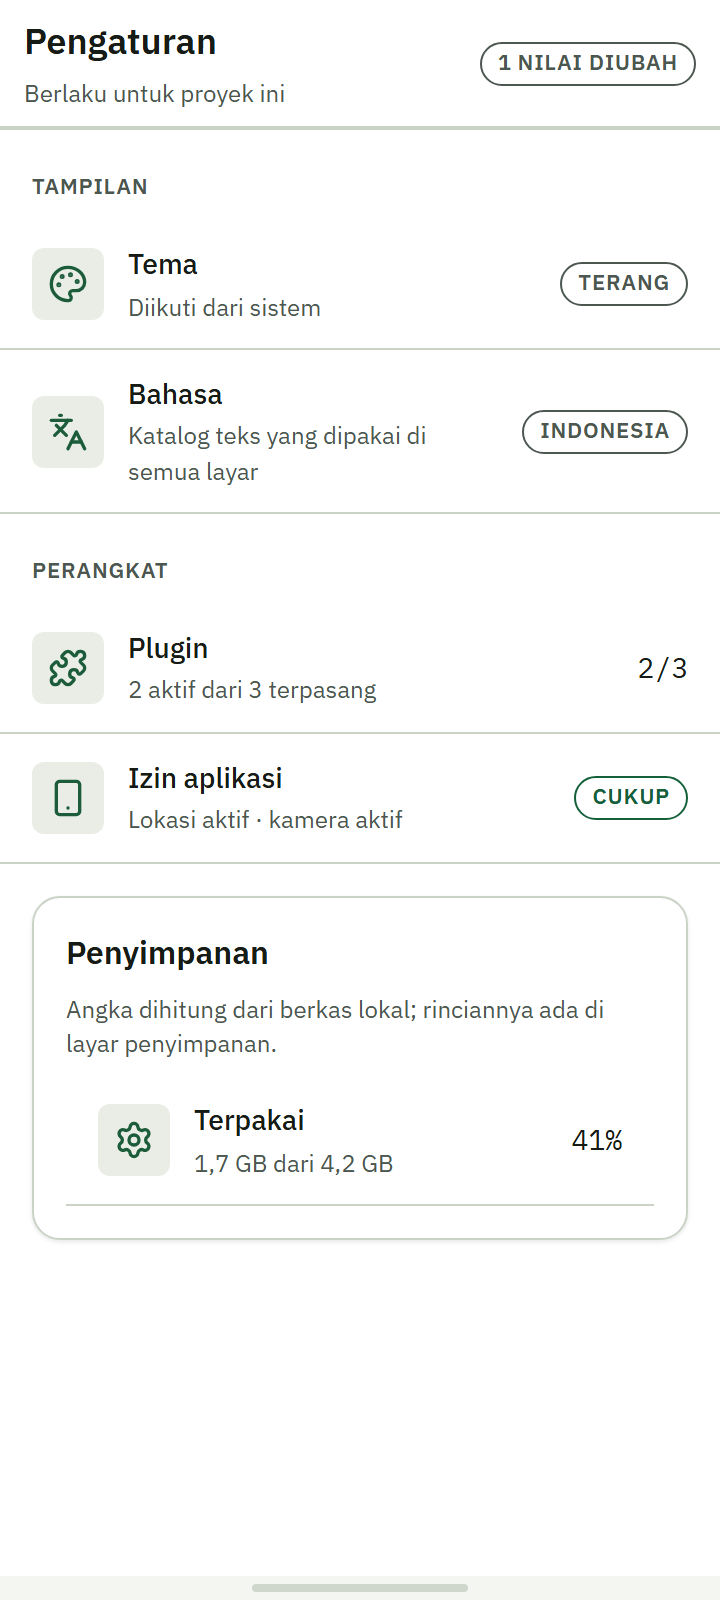 Pengaturan
Berlaku untuk proyek ini
1 NILAI DIUBAH
TAMPILAN
Tema
Diikuti dari sistem
TERANG
Bahasa
Katalog teks yang dipakai di
semua layar
INDONESIA
PERANGKAT
Plugin
2 aktif dari 3 terpasang
2/3
Izin aplikasi
Lokasi aktif · kamera aktif
CUKUP
Penyimpanan
Angka dihitung dari berkas lokal; rinciannya ada di
layar penyimpanan.
Terpakai
1,7 GB dari 4,2 GB
41%